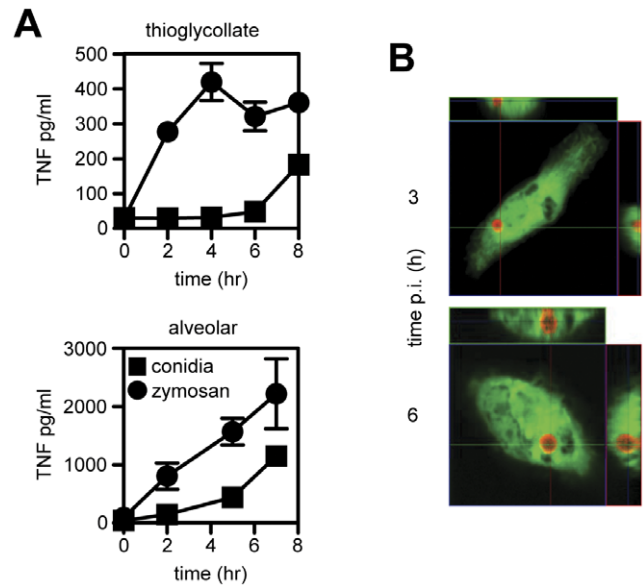 A
thioglycollate
500
400
300
200
100
0
TNF pg/ml
0 2 4 6 8
time (hr)
alveolar
3000
2000
1000
0
TNF pg/ml
conidia
zymosan
0 2 4 6 8
time (hr)
B
3
6
time p.i. (h)